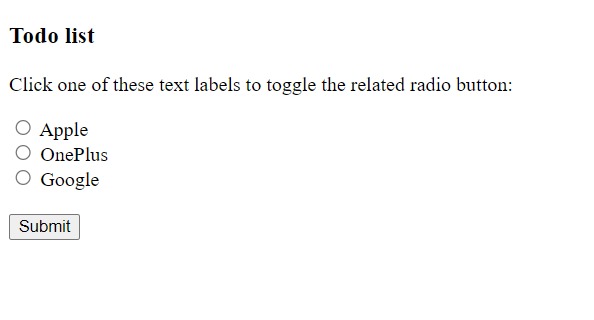 Todo list
Click one of these text labels to toggle the related radio button:
Apple
OnePlus
Google
Submit